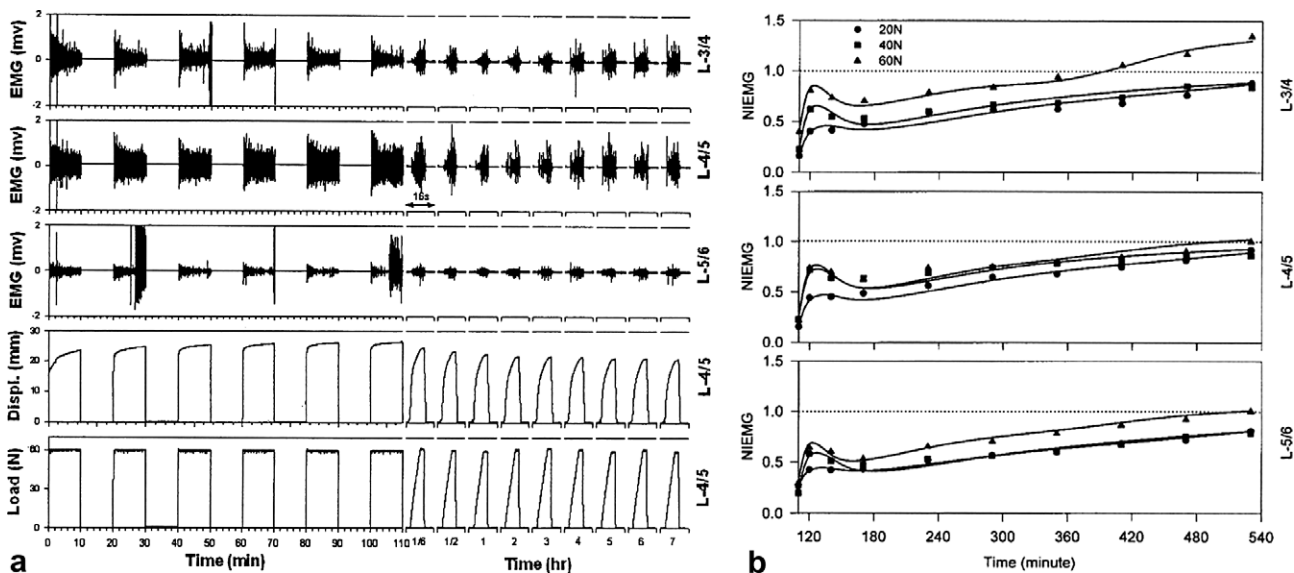 2
0
-2
EMG (mv)
L-3/4
2
0
-2
EMG (mv)
L-4/5
16s
2
0
-2
EMG (mv)
L-5/6
30
20
10
0
Displ. (mm)
L-4/5
60
30
0
Load (N)
L-4/5
0 10 20 30 40 50 60 70 80 90 100 110 1/6 1/2 1 2 3 4 5 6 7
Time (min) Time (hr)
a
1.5
1.0
0.5
0.0
NIEMG
20N
40N
60N
L-3/4
1.5
1.0
0.5
0.0
NIEMG
L-4/5
1.5
1.0
0.5
0.0
NIEMG
L-5/6
120 180 240 300 360 420 480 540
Time (minute)
b